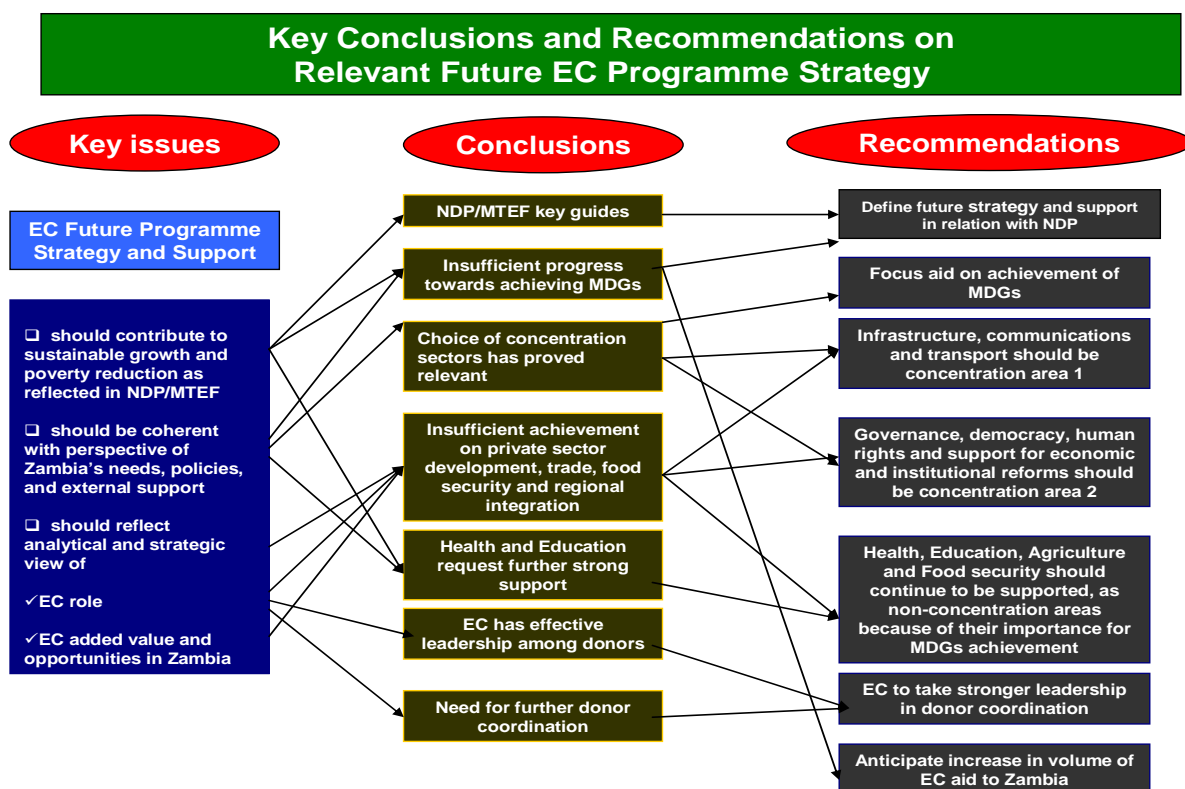 Key Conclusions and Recommendations on
Relevant Future EC Programme Strategy
Key issues
Conclusions
Recommendations
EC Future Programme
Strategy and Support
❑ should contribute to
sustainable growth and
poverty reduction as
reflected in NDP/MTEF
❑ should be coherent
with perspective of
Zambia's needs, policies,
and external support
❑ should reflect
analytical and strategic
view of
✓EC role
✓EC added value and
opportunities in Zambia
NDP/MTEF key guides
Insufficient progress
towards achieving MDGs
Choice of concentration
sectors has proved
relevant
Insufficient achievement
on private sector
development, trade, food
security and regional
integration
Health and Education
request further strong
support
EC has effective
leadership among donors
Need for further donor
coordination
Define future strategy and support
in relation with NDP
Focus aid on achievement of
MDGs
Infrastructure, communications
and transport should be
concentration area 1
Governance, democracy, human
rights and support for economic
and institutional reforms should
be concentration area 2
Health, Education, Agriculture
and Food security should
continue to be supported, as
non-concentration areas
because of their importance for
MDGs achievement
EC to take stronger leadership
in donor coordination
Anticipate increase in volume of
EC aid to Zambia